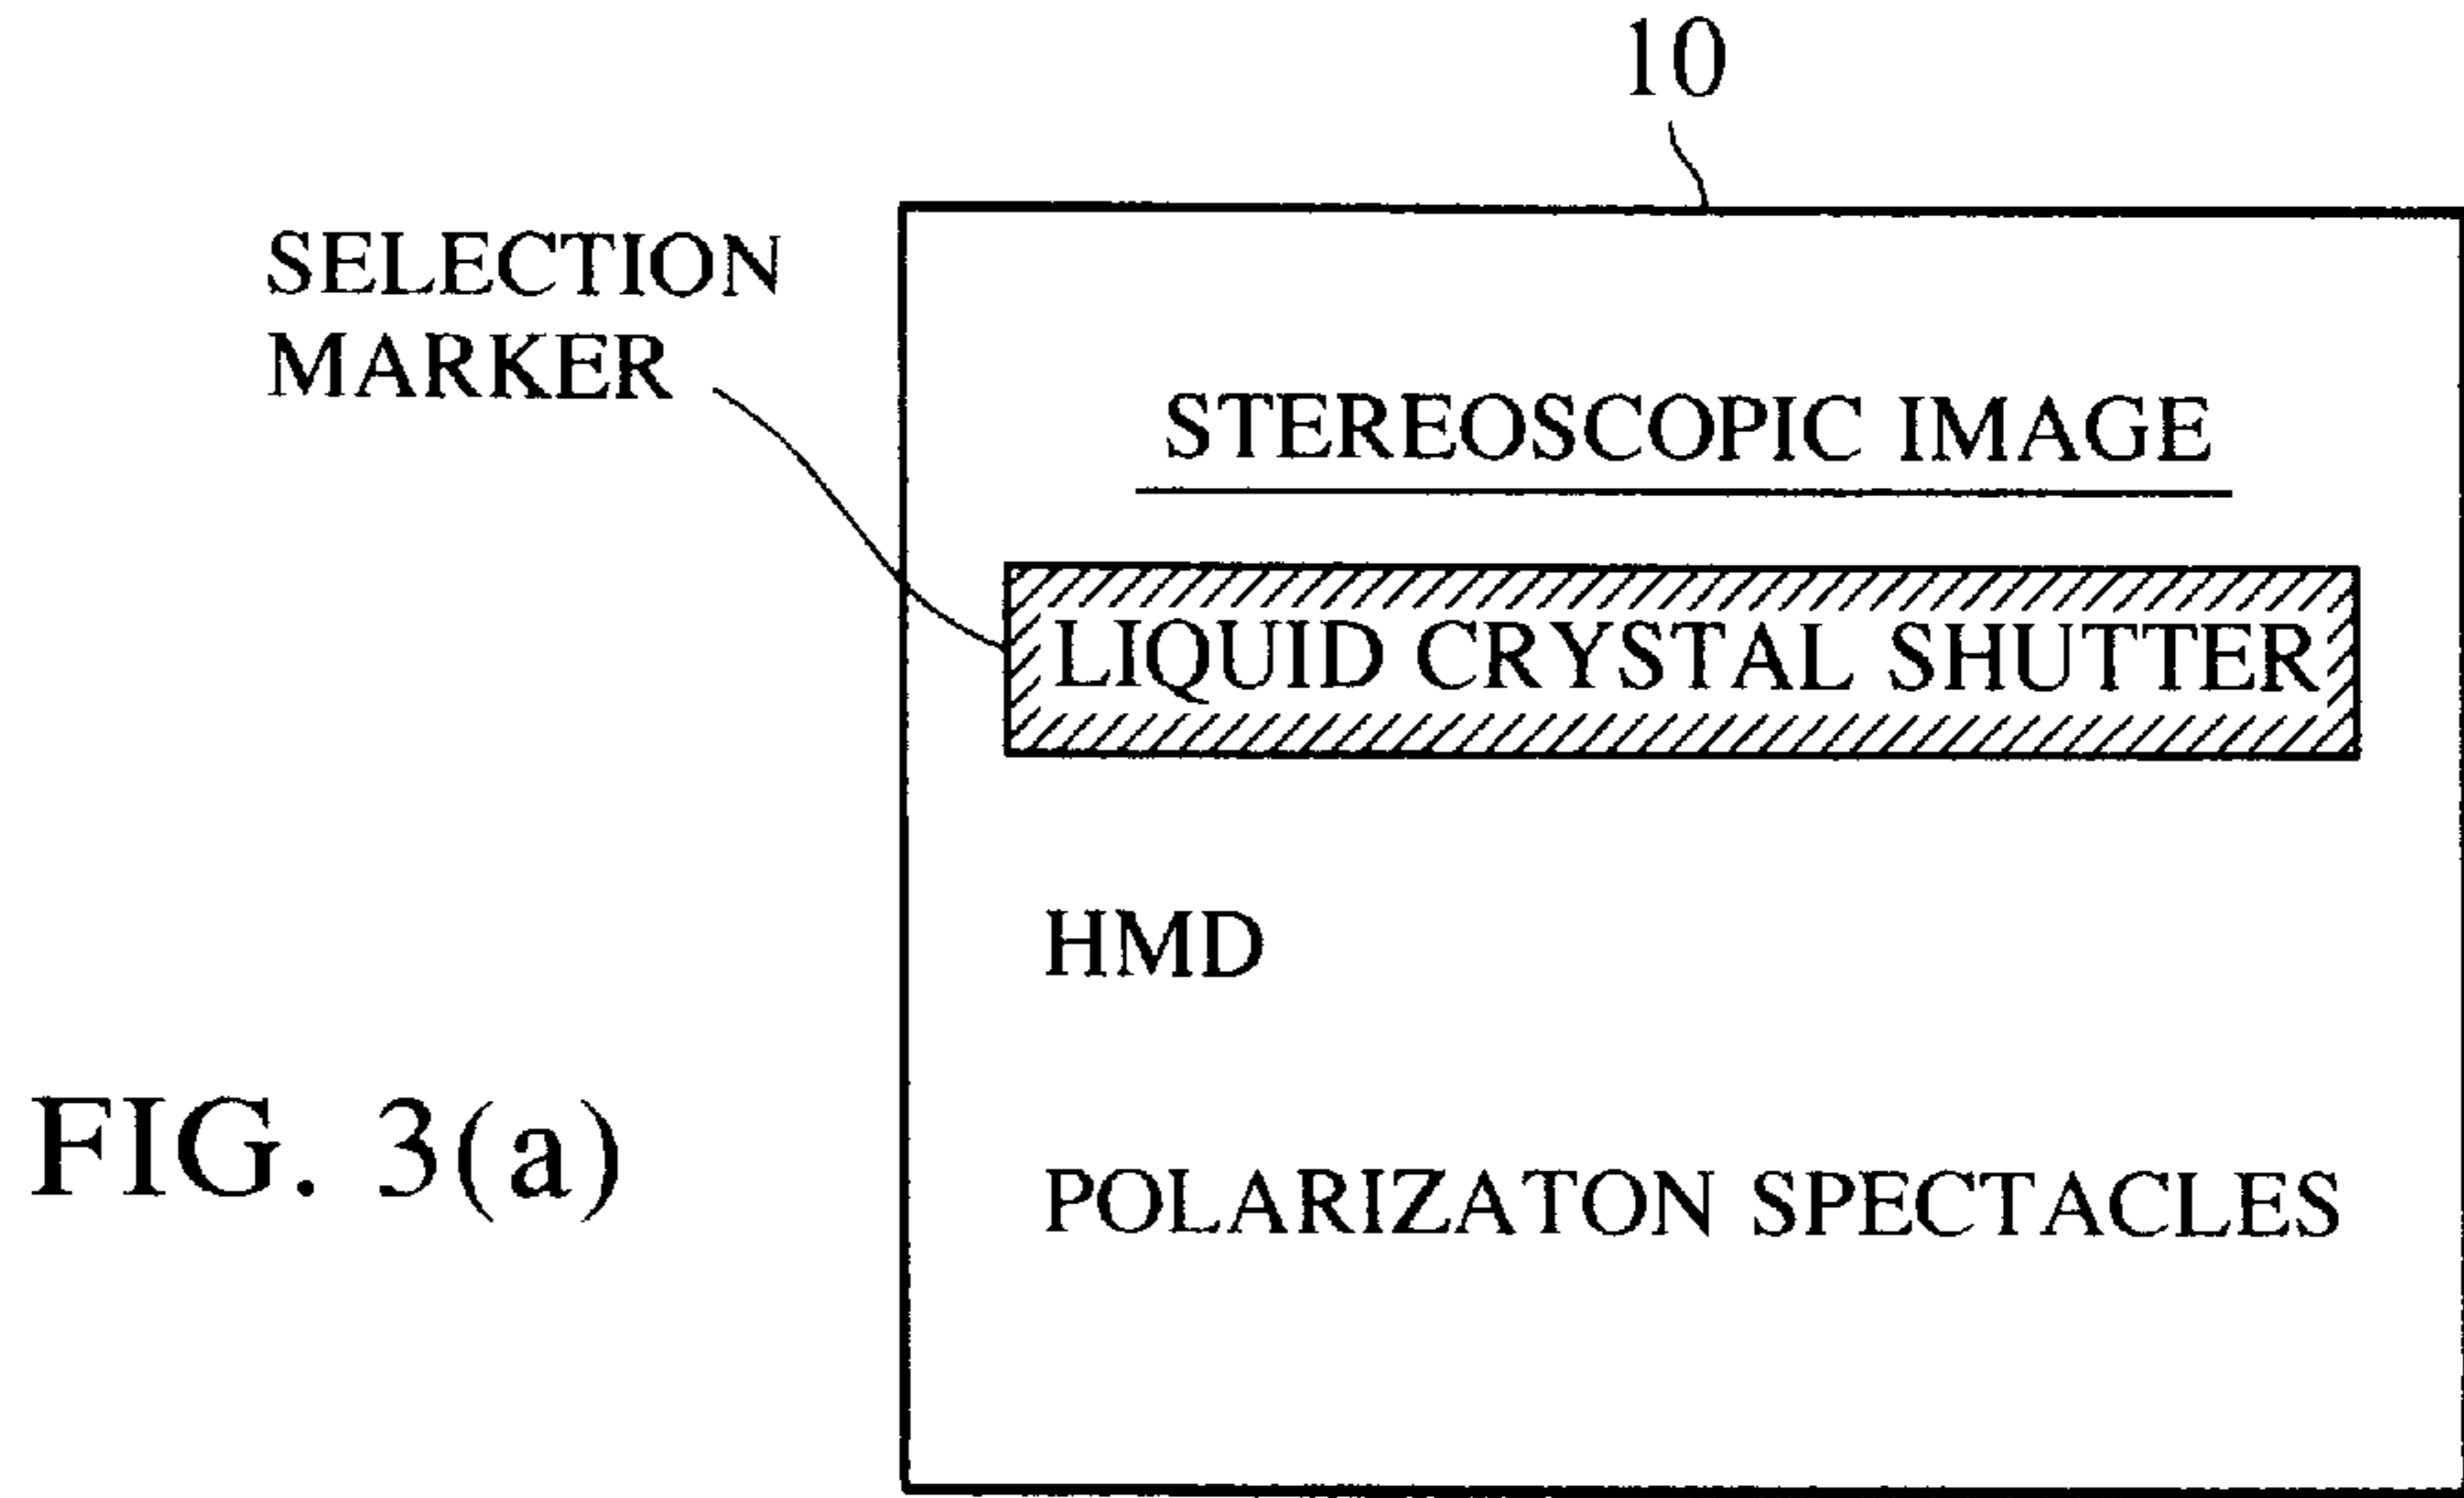 10
SELECTION
MARKER
STEREOSCOPIC IMAGE
LIQUID CRYSTAL SHUTTER
HMD
POLARIZATON SPECTACLES
FIG. 3(a)